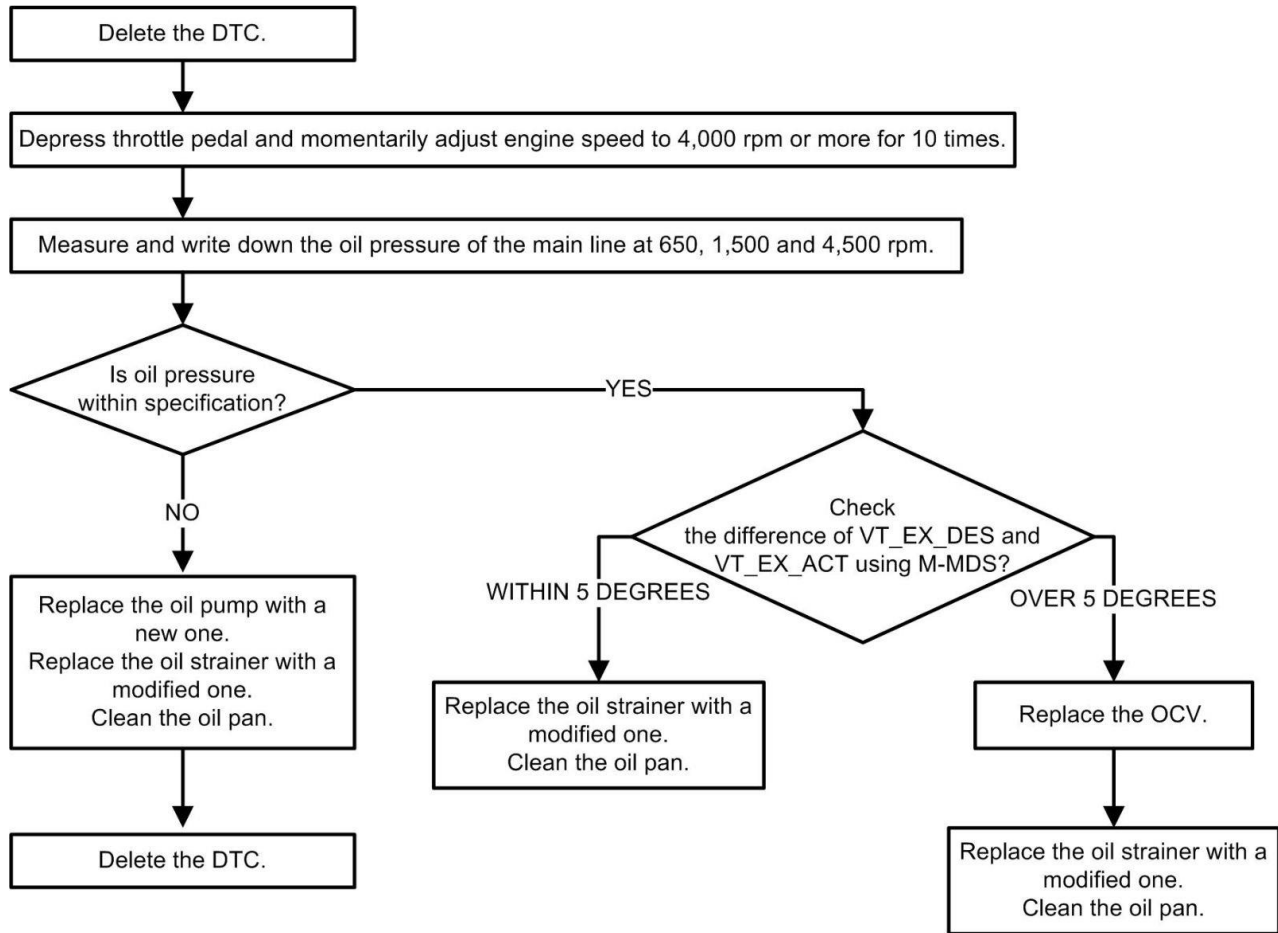 Delete the DTC.
Depress throttle pedal and momentarily adjust engine speed to 4,000 rpm or more for 10 times.
Measure and write down the oil pressure of the main line at 650, 1,500 and 4,500 rpm.
Is oil pressure
within specification?
YES
NO
Check
the difference of VT_EX_DES and
VT_EX_ACT using M-MDS?
WITHIN 5 DEGREES
OVER 5 DEGREES
Replace the oil pump with a
new one.
Replace the oil strainer with a
modified one.
Clean the oil pan.
Delete the DTC.
Replace the oil strainer with a
modified one.
Clean the oil pan.
Replace the OCV.
Replace the oil strainer with a
modified one.
Clean the oil pan.